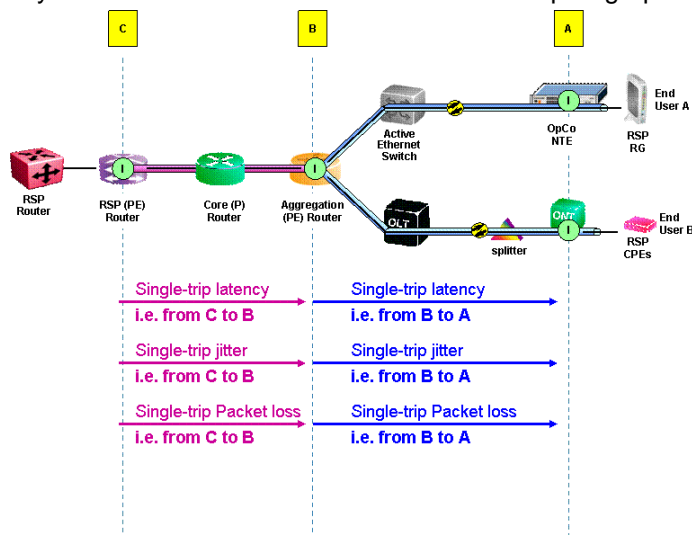 C
B
A
Active
Ethernet
Switch
OpCo
NTE
RSP
RG
End
User A
I
RSP
Router
I
RSP (PE)
Router
Core (P)
Router
I
Aggregation
(PE) Router
OLT
splitter
ONT
I
RSP
CPEs
End
User B
Single-trip latency
i.e. from C to B
Single-trip latency
i.e. from B to A
Single-trip jitter
i.e. from C to B
Single-trip jitter
i.e. from B to A
Single-trip Packet loss
i.e. from C to B
Single-trip Packet loss
i.e. from B to A